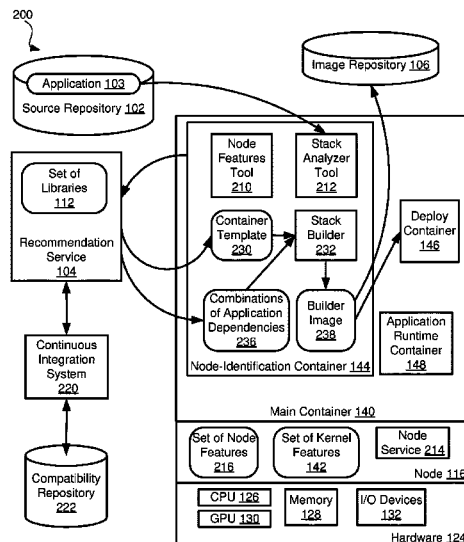 200
Application 103
Source Repository 102
Image Repository 106
Set of
Libraries
112
Recommendation
Service
104
Continuous
Integration
System
220
Compatibility
Repository
222
Node
Features
Tool
210
Stack
Analyzer
Tool
212
Container
Template
230
Stack
Builder
232
Combinations
of Application
Dependencies
236
Builder
Image
238
Node-Identification Container 144
Deploy
Container
146
Application
Runtime
Container
148
Main Container 140
Set of Node
Features
216
Set of Kernel
Features
142
Node
Service 214
Node 116
CPU 126
GPU 130
Memory
128
I/O Devices
132
Hardware 124